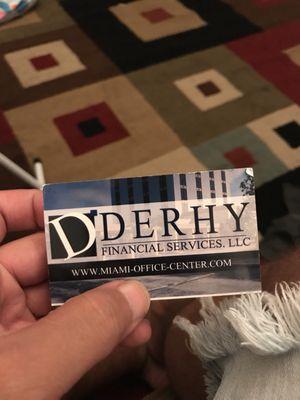 D DERHY
FINANCIAL SERVICES, LLC
WWW.MIAMI-OFFICE-CENTER.COM